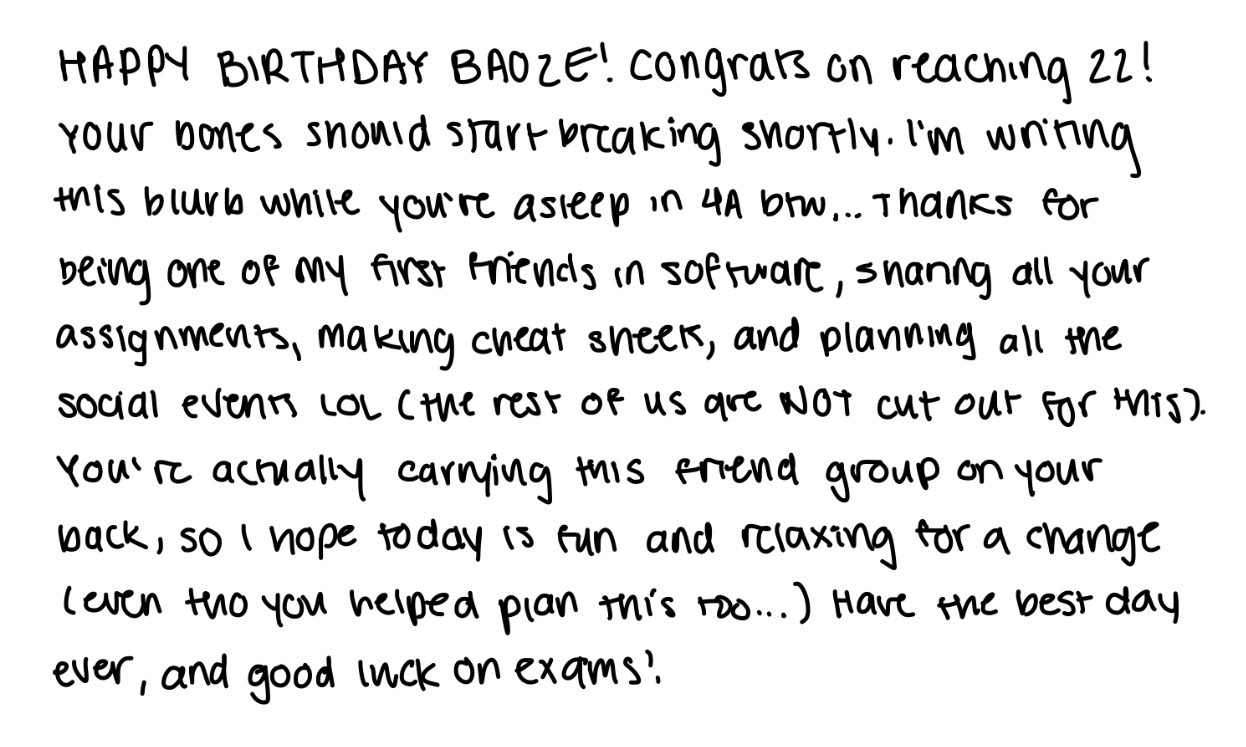 HAPPY BIRTHDAY BAOZE! Congrats on reaching 22!
Your bones should start breaking shortly. I'm writing
this blurb while you're asleep in 4A btw... Thanks for
being one of my first friends in software, sharing all your
assignments, making cheat sheets, and planning all the
social events LOL (the rest of us are NOT cut out for this).
You're actually carrying this friend group on your
back, so I hope today is fun and relaxing for a change
(even tho you helped plan this too...) Have the best day
ever, and good luck on exams!